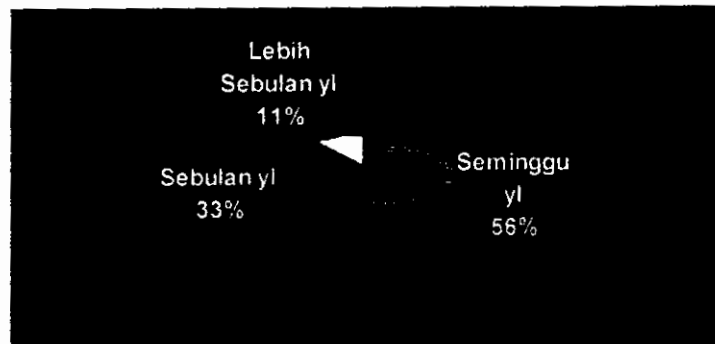 Lebih
Sebulan yl
11%
Sebulan yl
33%
Seminggu
yl
56%